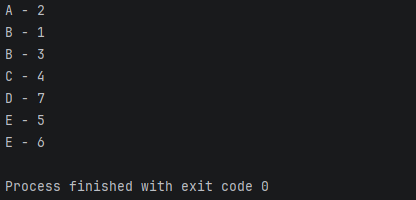 A - 2
B - 1
B - 3
C - 4
D - 7
E - 5
E - 6
Process finished with exit code 0